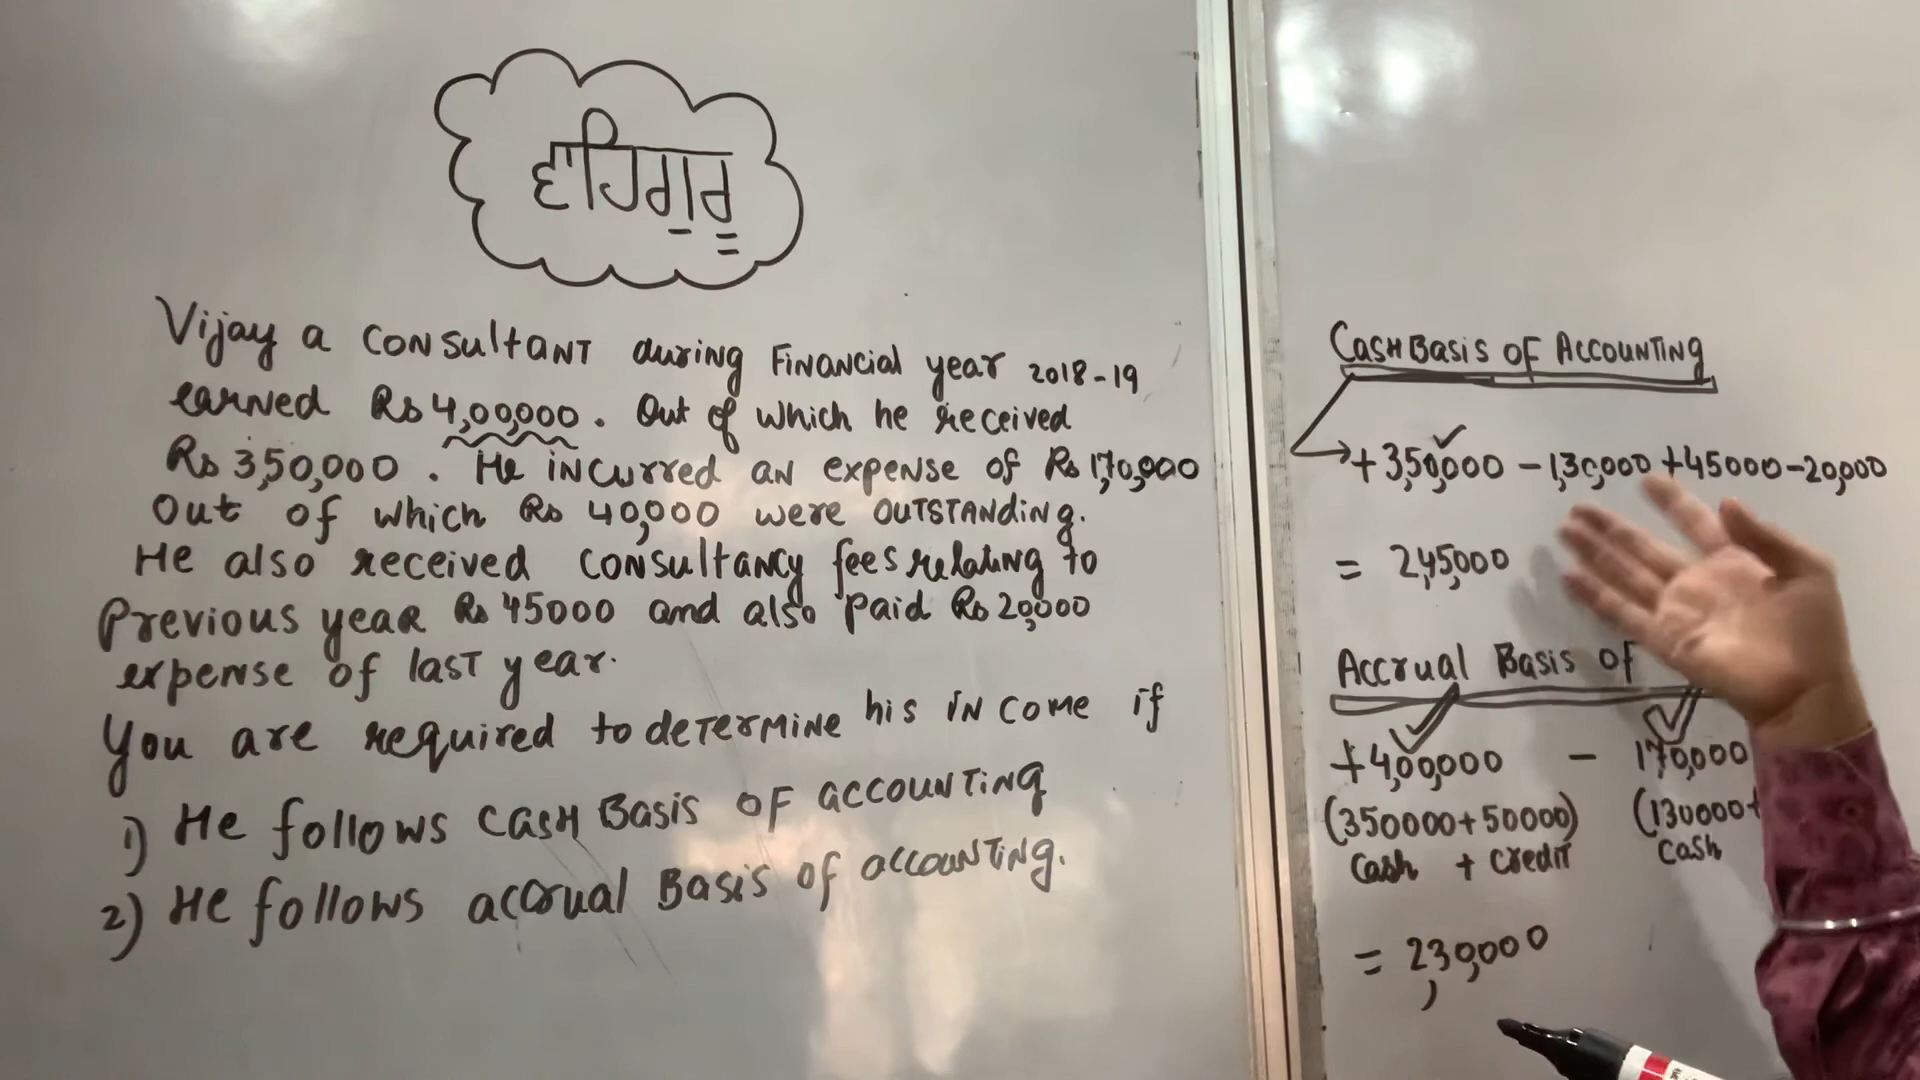 ਵਾਹਿਗੁਰੂ
Vijay a consultant during Financial year 2018-19
earned Rs 4,00,000. Out of which he received
Rs 3,50,000. He incurred an expense of Rs 1,70,000
Out of which Rs 40,000 were outstanding.
He also received consultancy fees relating to
Previous year Rs 45000 and also paid Rs 20,000
expense of last year.
You are required to determine his income if
1) He follows cash Basis of accounting
2) He follows accrual Basis of accounting.
Cash Basis of Accounting
+3,50,000 -1,30,000 +45000-20,000
= 2,45,000
Accrual Basis of
+4,00,000 - 170,000
(350000+50000) (130000+
Cash + credit Cash
= 2,30,000